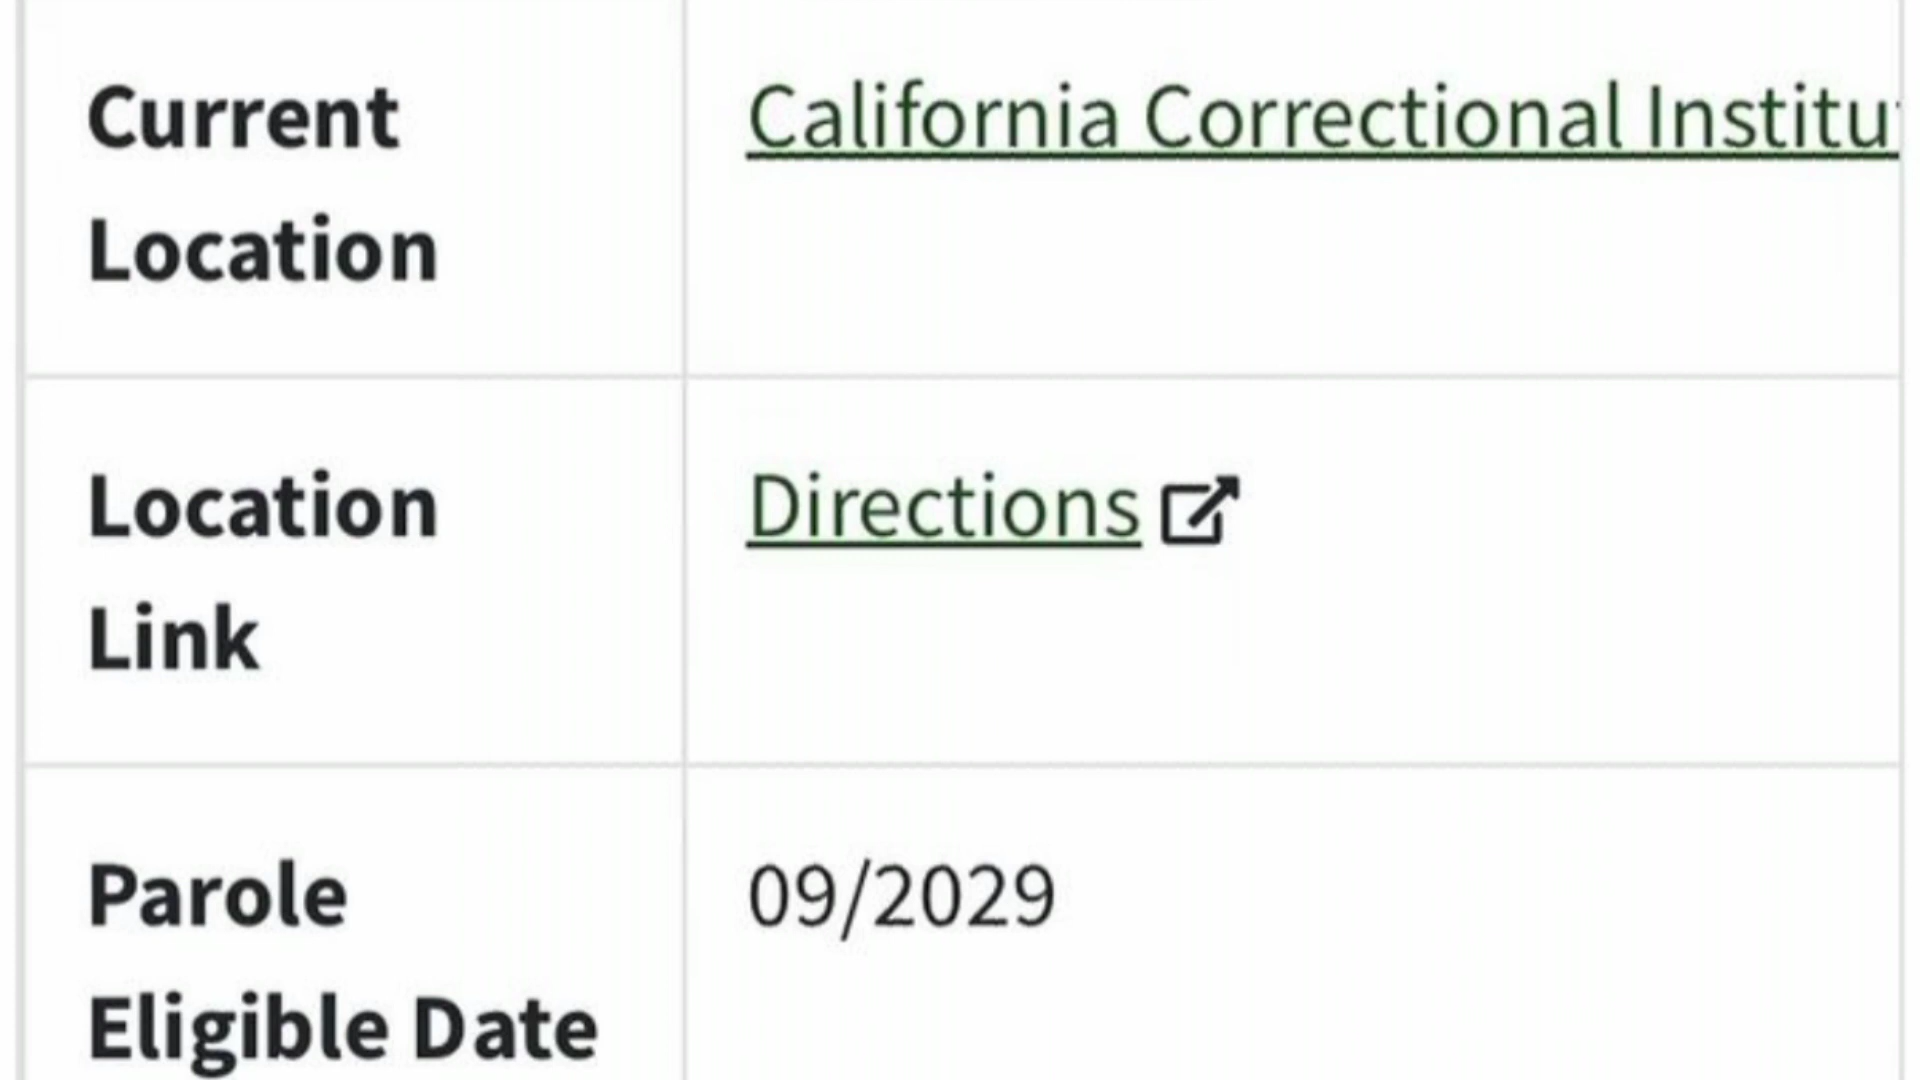 Current
Location
California Correctional Institu
Location
Link
Directions
Parole
Eligible Date
09/2029